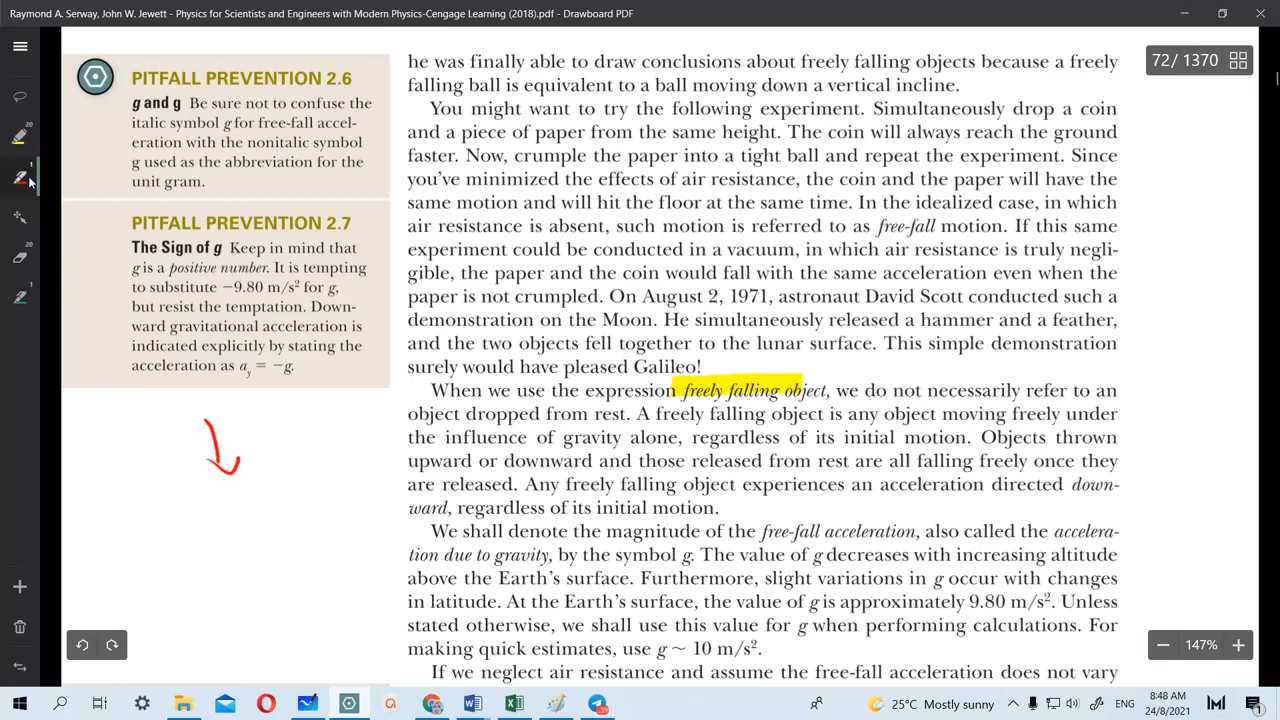 Raymond A. Serway, John W. Jewett - Physics for Scientists and Engineers with Modern Physics-Cengage Learning (2018).pdf - Drawboard PDF
72 / 1370
20
1
20
1
PITFALL PREVENTION 2.6
g and g Be sure not to confuse the
italic symbol g for free-fall accel-
eration with the nonitalic symbol
g used as the abbreviation for the
unit gram.
PITFALL PREVENTION 2.7
The Sign of g Keep in mind that
g is a positive number. It is tempting
to substitute −9.80 m/s² for g,
but resist the temptation. Down-
ward gravitational acceleration is
indicated explicitly by stating the
acceleration as a_y = −g.
he was finally able to draw conclusions about freely falling objects because a freely
falling ball is equivalent to a ball moving down a vertical incline.
You might want to try the following experiment. Simultaneously drop a coin
and a piece of paper from the same height. The coin will always reach the ground
faster. Now, crumple the paper into a tight ball and repeat the experiment. Since
you’ve minimized the effects of air resistance, the coin and the paper will have the
same motion and will hit the floor at the same time. In the idealized case, in which
air resistance is absent, such motion is referred to as free-fall motion. If this same
experiment could be conducted in a vacuum, in which air resistance is truly negli-
gible, the paper and the coin would fall with the same acceleration even when the
paper is not crumpled. On August 2, 1971, astronaut David Scott conducted such a
demonstration on the Moon. He simultaneously released a hammer and a feather,
and the two objects fell together to the lunar surface. This simple demonstration
surely would have pleased Galileo!
When we use the expression freely falling object, we do not necessarily refer to an
object dropped from rest. A freely falling object is any object moving freely under
the influence of gravity alone, regardless of its initial motion. Objects thrown
upward or downward and those released from rest are all falling freely once they
are released. Any freely falling object experiences an acceleration directed down-
ward, regardless of its initial motion.
We shall denote the magnitude of the free-fall acceleration, also called the accelera-
tion due to gravity, by the symbol g. The value of g decreases with increasing altitude
above the Earth’s surface. Furthermore, slight variations in g occur with changes
in latitude. At the Earth’s surface, the value of g is approximately 9.80 m/s². Unless
stated otherwise, we shall use this value for g when performing calculations. For
making quick estimates, use g ~ 10 m/s².
If we neglect air resistance and assume the free-fall acceleration does not vary
147%
25°C Mostly sunny
ENG
8:48 AM
24/8/2021
1